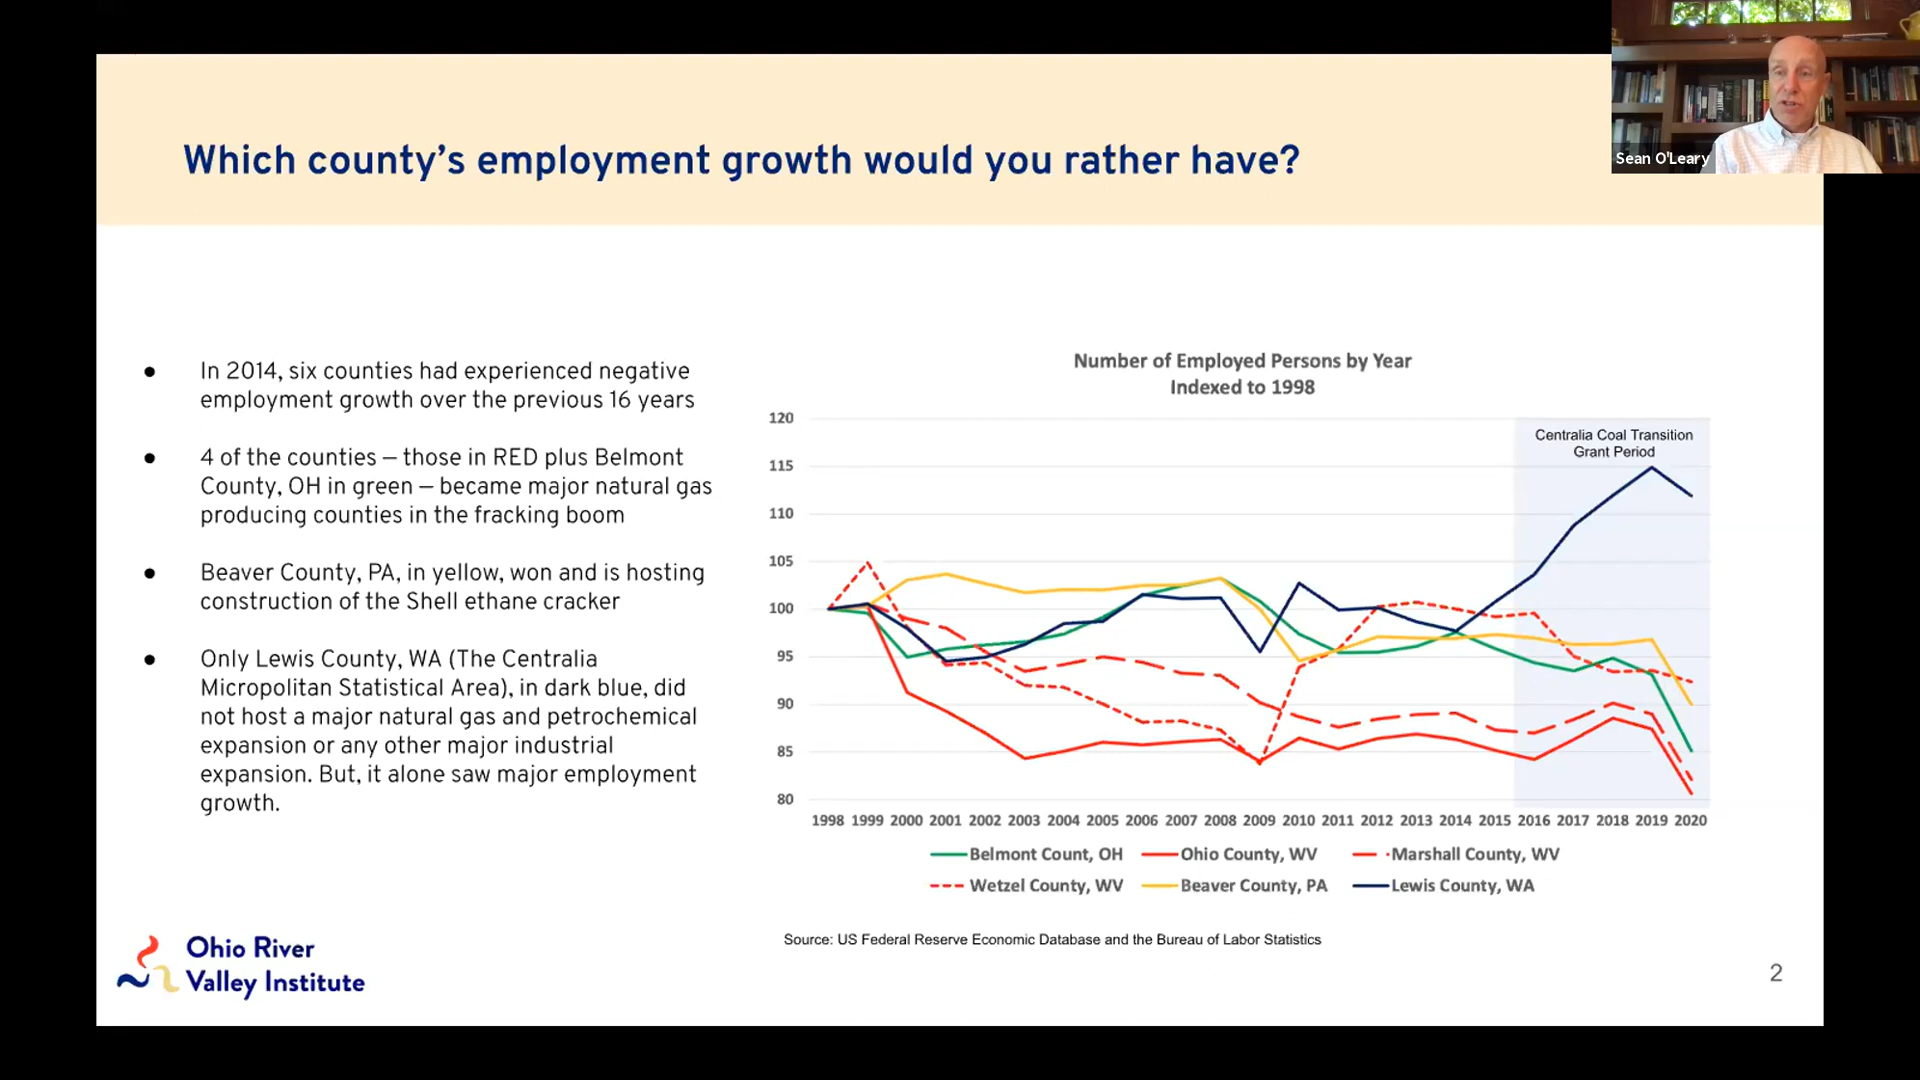 Sean O'Leary
Which county's employment growth would you rather have?
● In 2014, six counties had experienced negative
employment growth over the previous 16 years
● 4 of the counties – those in RED plus Belmont
County, OH in green – became major natural gas
producing counties in the fracking boom
● Beaver County, PA, in yellow, won and is hosting
construction of the Shell ethane cracker
● Only Lewis County, WA (The Centralia
Micropolitan Statistical Area), in dark blue, did
not host a major natural gas and petrochemical
expansion or any other major industrial
expansion. But, it alone saw major employment
growth.
Number of Employed Persons by Year
Indexed to 1998
120
115
110
105
100
95
90
85
80
Centralia Coal Transition
Grant Period
1998 1999 2000 2001 2002 2003 2004 2005 2006 2007 2008 2009 2010 2011 2012 2013 2014 2015 2016 2017 2018 2019 2020
Belmont Count, OH Ohio County, WV Marshall County, WV
Wetzel County, WV Beaver County, PA Lewis County, WA
Source: US Federal Reserve Economic Database and the Bureau of Labor Statistics
Ohio River
Valley Institute
2